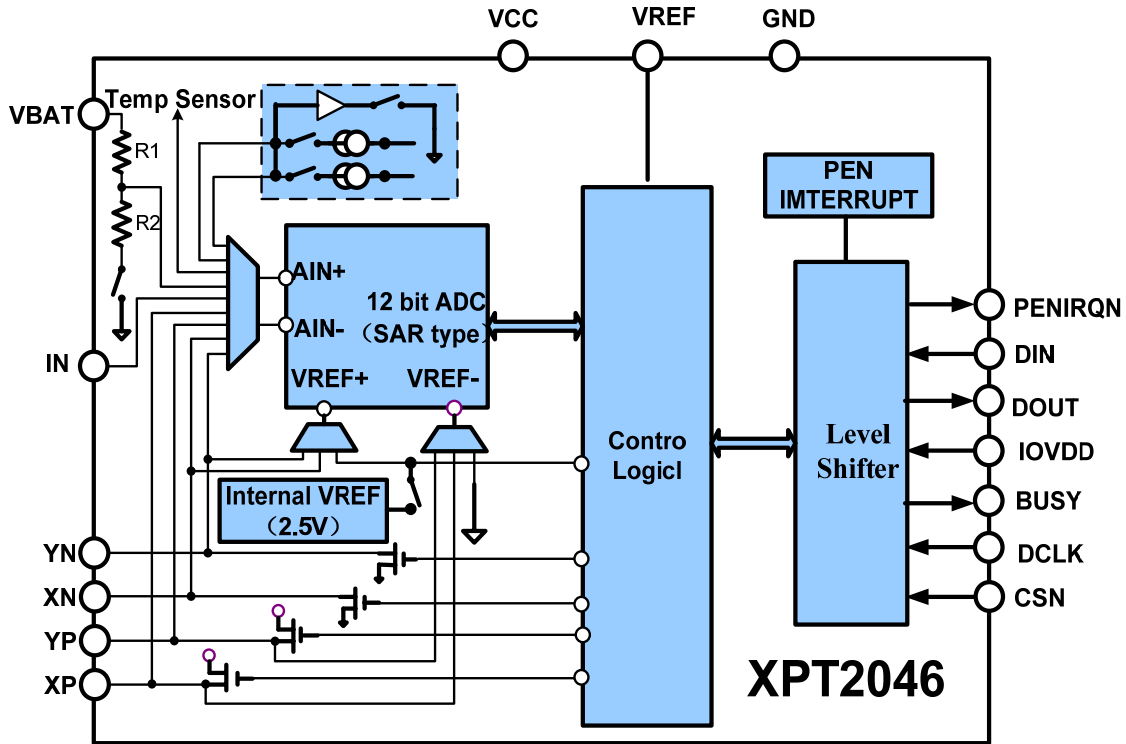 VCC
VREF
GND
VBAT
Temp Sensor
R1
R2
IN
AIN+
AIN-
12 bit ADC
（SAR type）
VREF+
VREF-
Internal VREF
（2.5V）
YN
XN
YP
XP
Contro
Logicl
PEN
IMTERRUPT
Level
Shifter
PENIRQN
DIN
DOUT
IOVDD
BUSY
DCLK
CSN
XPT2046